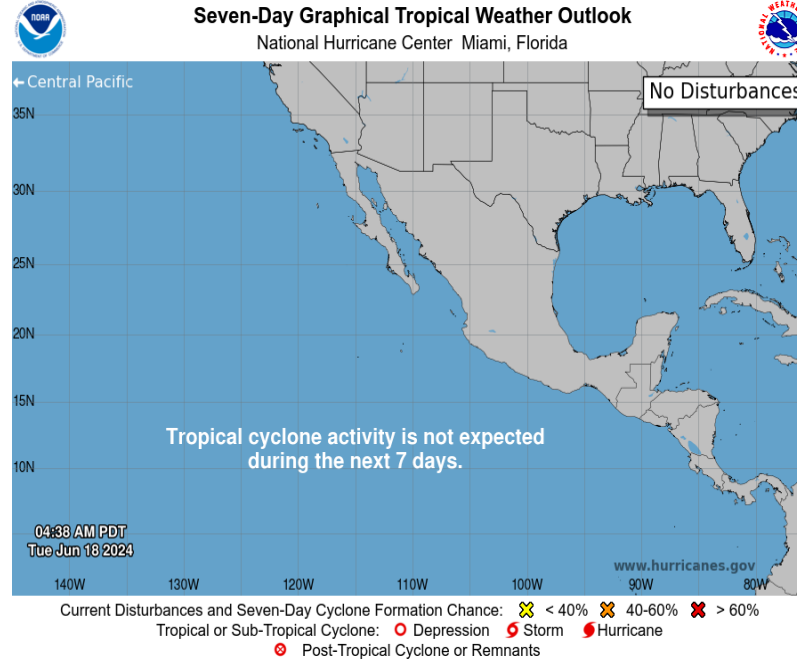 Seven-Day Graphical Tropical Weather Outlook
National Hurricane Center Miami, Florida
NOAA
Central Pacific
No Disturbances
35N
30N
25N
20N
15N
10N
Tropical cyclone activity is not expected
during the next 7 days.
04:38 AM PDT
Tue Jun 18 2024
www.hurricanes.gov
140W 130W 120W 110W 100W 90W 80W
Current Disturbances and Seven-Day Cyclone Formation Chance: < 40% 40-60% > 60%
Tropical or Sub-Tropical Cyclone: Depression Storm Hurricane
Post-Tropical Cyclone or Remnants